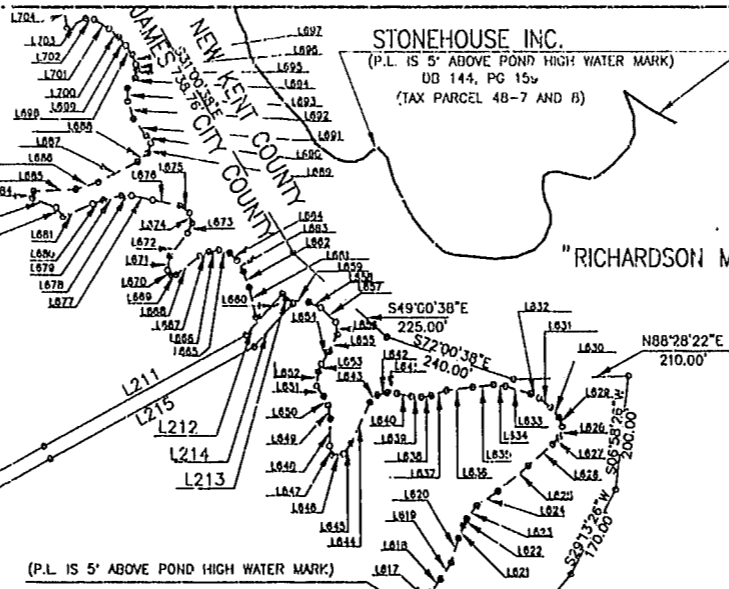 L704
L703
L702
L701
L700
L699
L698
L688
L687
L686
L685
L697
L696
L695
L694
L693
L692
L691
L690
L689
NEW KENT COUNTY
JAMES CITY COUNTY
S31°00'38"E
738.76'
STONEHOUSE INC.
(P.L. IS 5' ABOVE POND HIGH WATER MARK)
DB 144, PG 159
(TAX PARCEL 48-7 AND 8)
"RICHARDSON M
L676
L675
L674
L673
L672
L671
L670
L669
L668
L667
L666
L665
L681
L680
L679
L678
L677
L664
L663
L662
L661
L660
L659
L658
L657
L656
L655
L654
L653
L652
L651
L650
L649
L648
L647
L646
L645
L644
L643
L642
L641
L640
L639
L638
L637
L636
L635
L634
L633
L632
L631
L630
L629
L628
L627
L626
L625
L624
L623
L622
L621
L620
L619
L618
L617
S49°00'38"E
225.00'
S72°00'38"E
240.00'
N88°28'22"E
210.00'
S06°58'26"W
200.00'
S29°13'26"W
170.00'
L211
L215
L212
L214
L213
(P.L. IS 5' ABOVE POND HIGH WATER MARK)